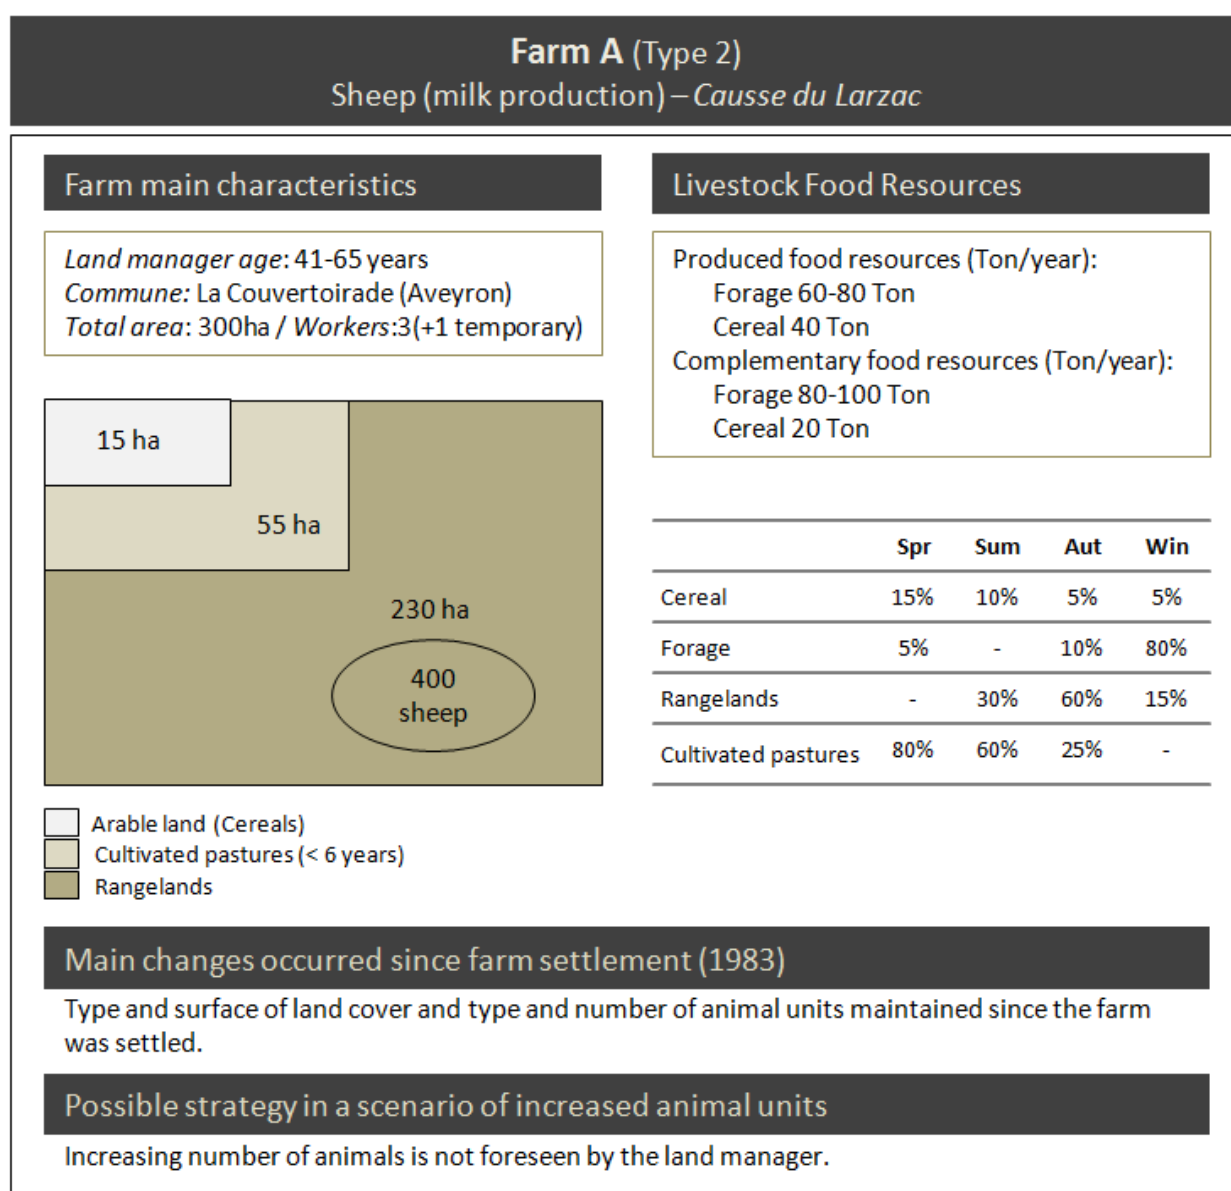 Farm A (Type 2)
Sheep (milk production) – Causse du Larzac
Farm main characteristics
Land manager age: 41-65 years
Commune: La Couvertoirade (Aveyron)
Total area: 300ha / Workers:3(+1 temporary)
15 ha
55 ha
230 ha
400
sheep
Arable land (Cereals)
Cultivated pastures (< 6 years)
Rangelands
Livestock Food Resources
Produced food resources (Ton/year):
Forage 60-80 Ton
Cereal 40 Ton
Complementary food resources (Ton/year):
Forage 80-100 Ton
Cereal 20 Ton
Spr Sum Aut Win
Cereal 15% 10% 5% 5%
Forage 5% - 10% 80%
Rangelands - 30% 60% 15%
Cultivated pastures 80% 60% 25% -
Main changes occurred since farm settlement (1983)
Type and surface of land cover and type and number of animal units maintained since the farm
was settled.
Possible strategy in a scenario of increased animal units
Increasing number of animals is not foreseen by the land manager.